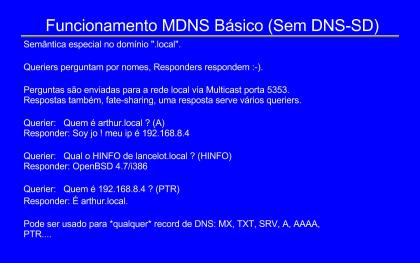 Funcionamento MDNS Básico (Sem DNS-SD)
Semântica especial no domínio ".local".
Queriers perguntam por nomes, Responders respondem :-).
Perguntas são enviadas para a rede local via Multicast porta 5353.
Respostas também, fate-sharing, uma resposta serve vários queriers.
Querier: Quem é arthur.local ? (A)
Responder: Soy jo ! meu ip é 192.168.8.4
Querier: Qual o HINFO de lancelot.local ? (HINFO)
Responder: OpenBSD 4.7/i386
Querier: Quem é 192.168.8.4 ? (PTR)
Responder: É arthur.local.
Pode ser usado para *qualquer* record de DNS: MX, TXT, SRV, A, AAAA,
PTR....